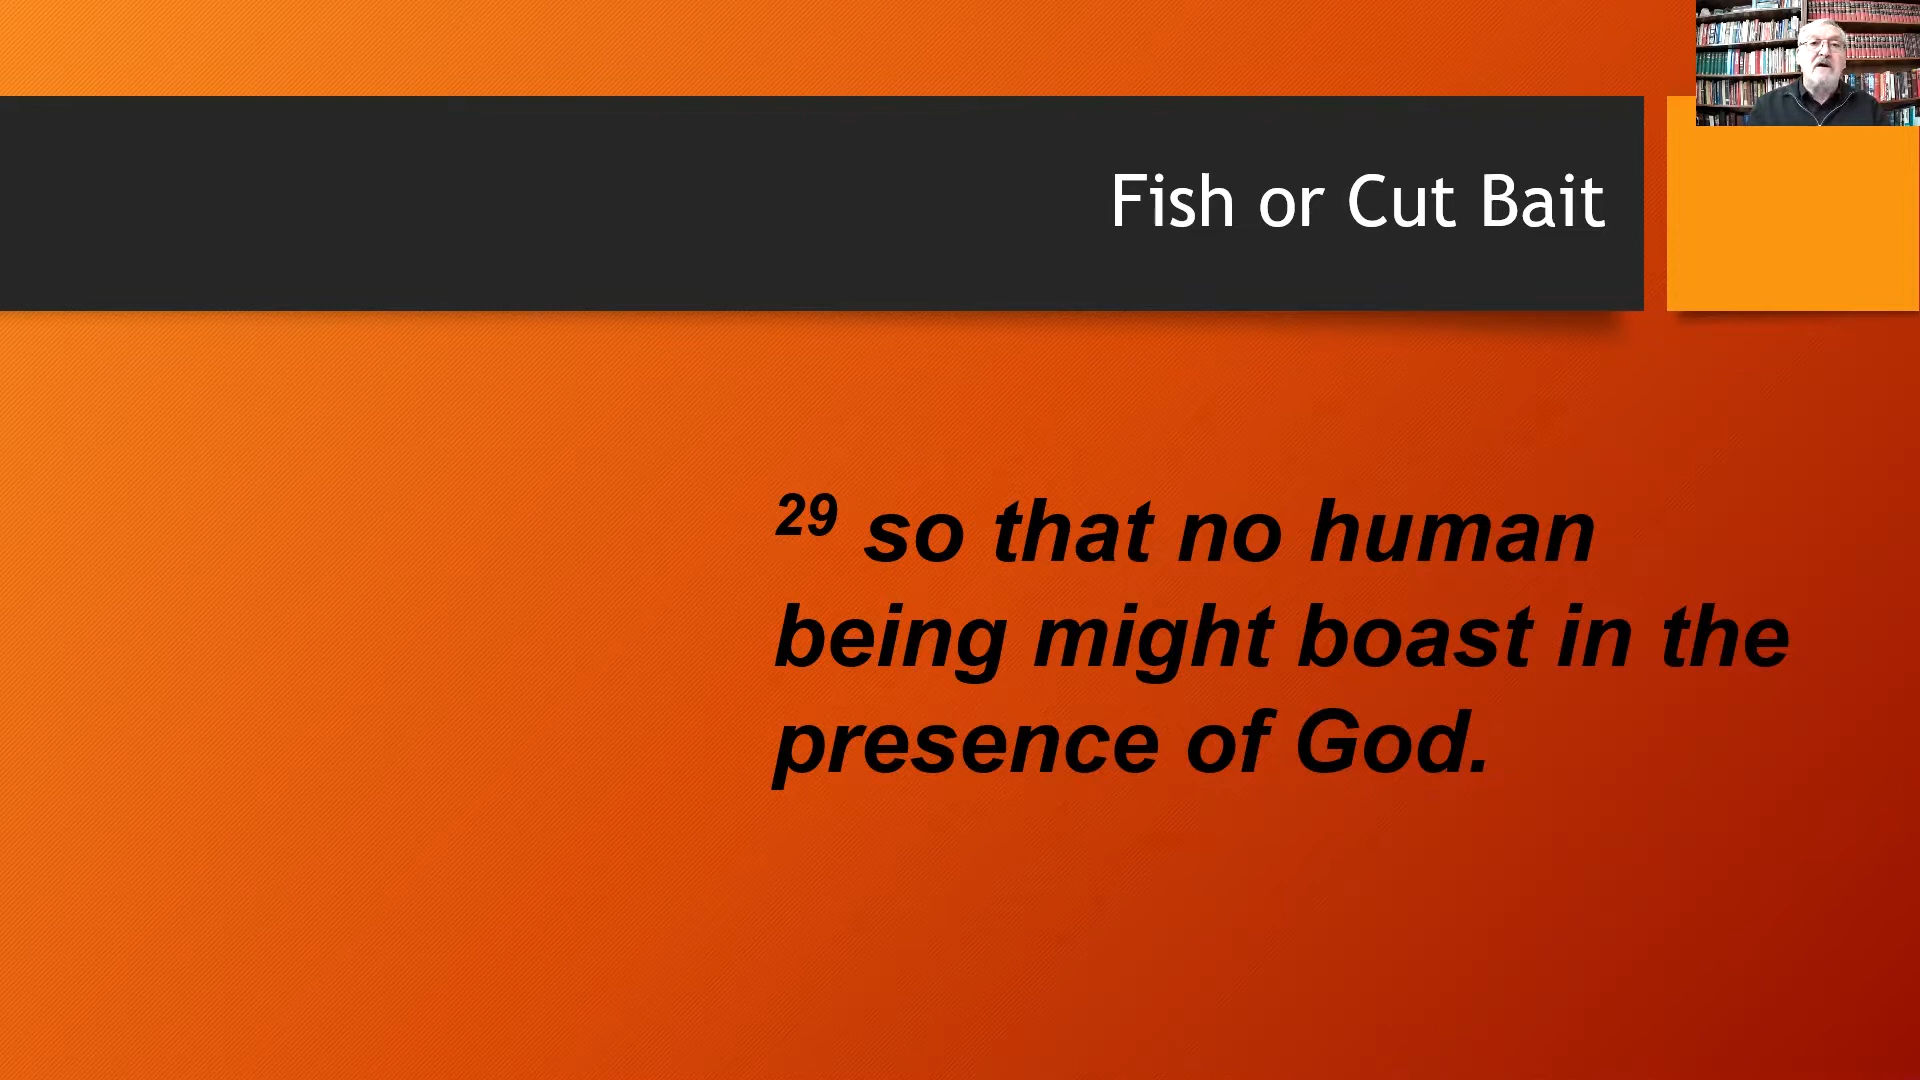 Fish or Cut Bait
29 so that no human
being might boast in the
presence of God.